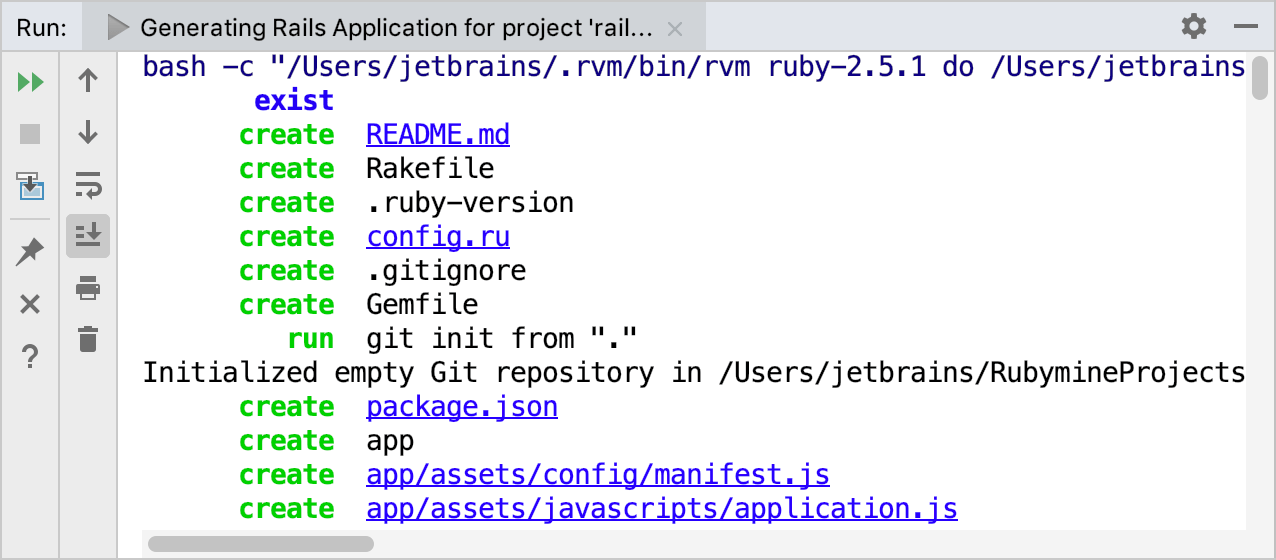 Run: Generating Rails Application for project 'rail...
bash -c "/Users/jetbrains/.rvm/bin/rvm ruby-2.5.1 do /Users/jetbrains
exist
create README.md
create Rakefile
create .ruby-version
create config.ru
create .gitignore
create Gemfile
run git init from "."
Initialized empty Git repository in /Users/jetbrains/RubymineProjects
create package.json
create app
create app/assets/config/manifest.js
create app/assets/javascripts/application.js